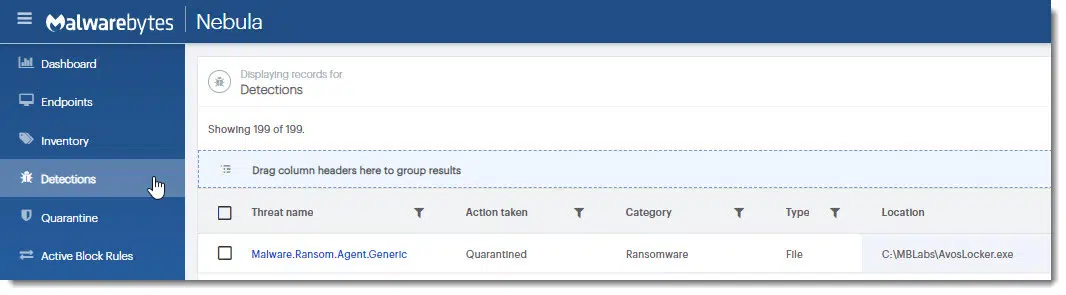 Malwarebytes Nebula
Dashboard
Endpoints
Inventory
Detections
Quarantine
Active Block Rules
Displaying records for
Detections
Showing 199 of 199.
Drag column headers here to group results
Threat name Action taken Category Type Location
Malware.Ransom.Agent.Generic Quarantined Ransomware File C:\MBLabs\AvosLocker.exe